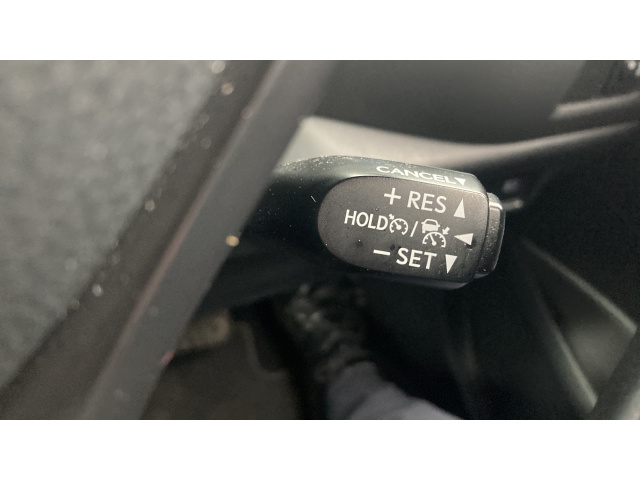 CANCEL▼
+ RES ▲
HOLD / ◀
− SET ▼